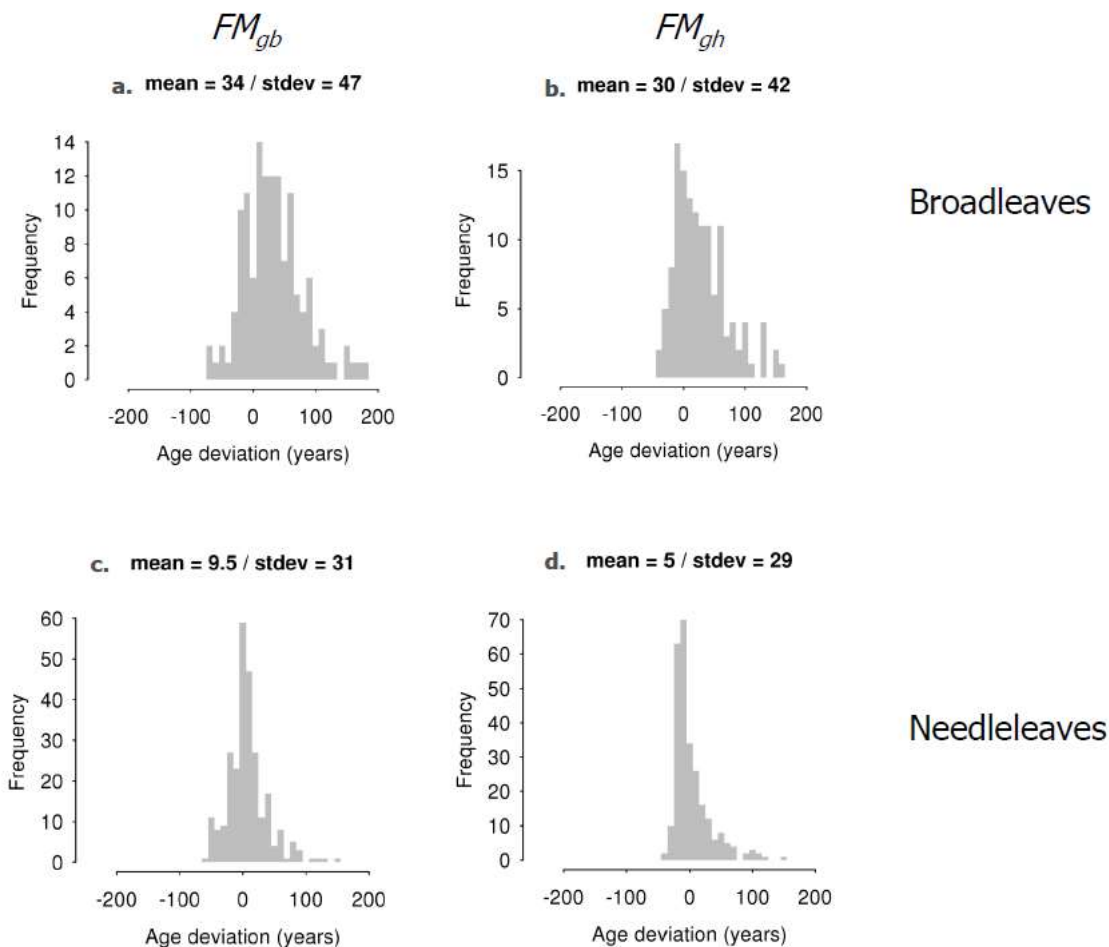 FMgb
FMgh
a. mean = 34 / stdev = 47
b. mean = 30 / stdev = 42
Broadleaves
Frequency
14
12
10
8
6
4
2
0
-200 -100 0 100 200
Age deviation (years)
Frequency
15
10
5
0
-200 -100 0 100 200
Age deviation (years)
c. mean = 9.5 / stdev = 31
d. mean = 5 / stdev = 29
Needleleaves
Frequency
60
50
40
30
20
10
0
-200 -100 0 100 200
Age deviation (years)
Frequency
70
60
50
40
30
20
10
0
-200 -100 0 100 200
Age deviation (years)